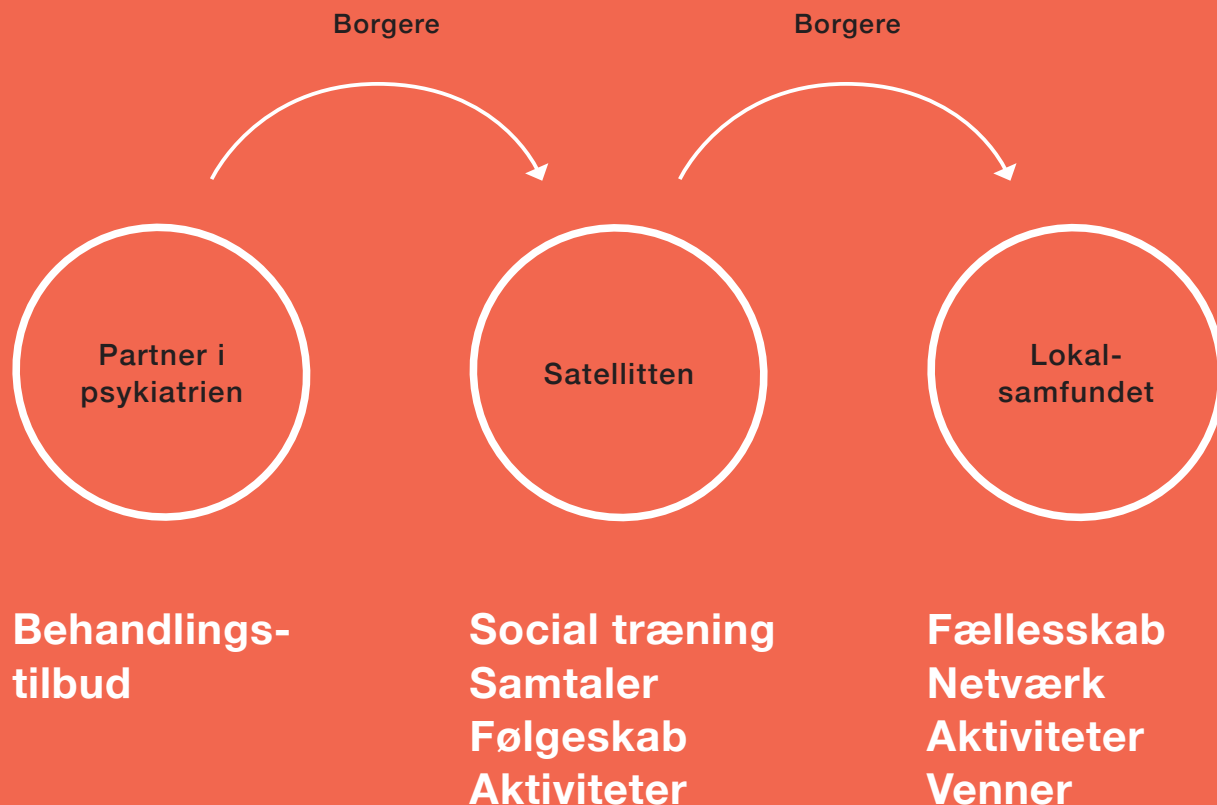 Borgere
Borgere
Partner i
psykiatrien
Satellitten
Lokal-
samfundet
Behandlings-
tilbud
Social træning
Samtaler
Følgeskab
Aktiviteter
Fællesskab
Netværk
Aktiviteter
Venner